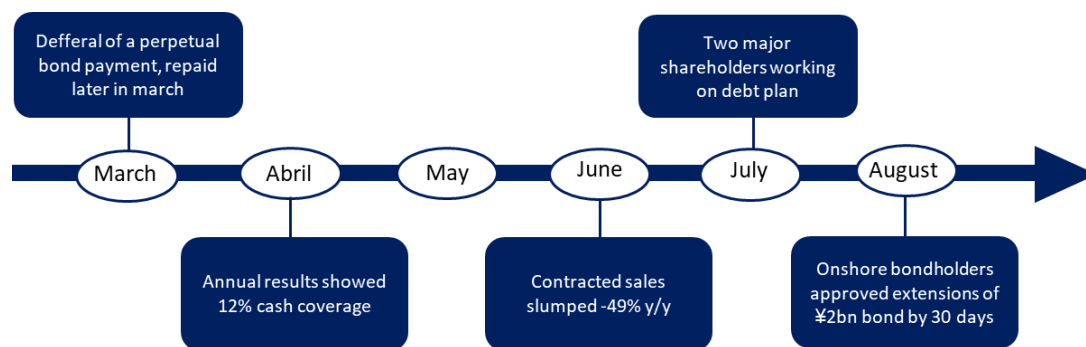 Defferal of a perpetual
bond payment, repaid
later in march
Two major
shareholders working
on debt plan
March
Abril
May
June
July
August
Annual results showed
12% cash coverage
Contracted sales
slumped -49% y/y
Onshore bondholders
approved extensions of
¥2bn bond by 30 days